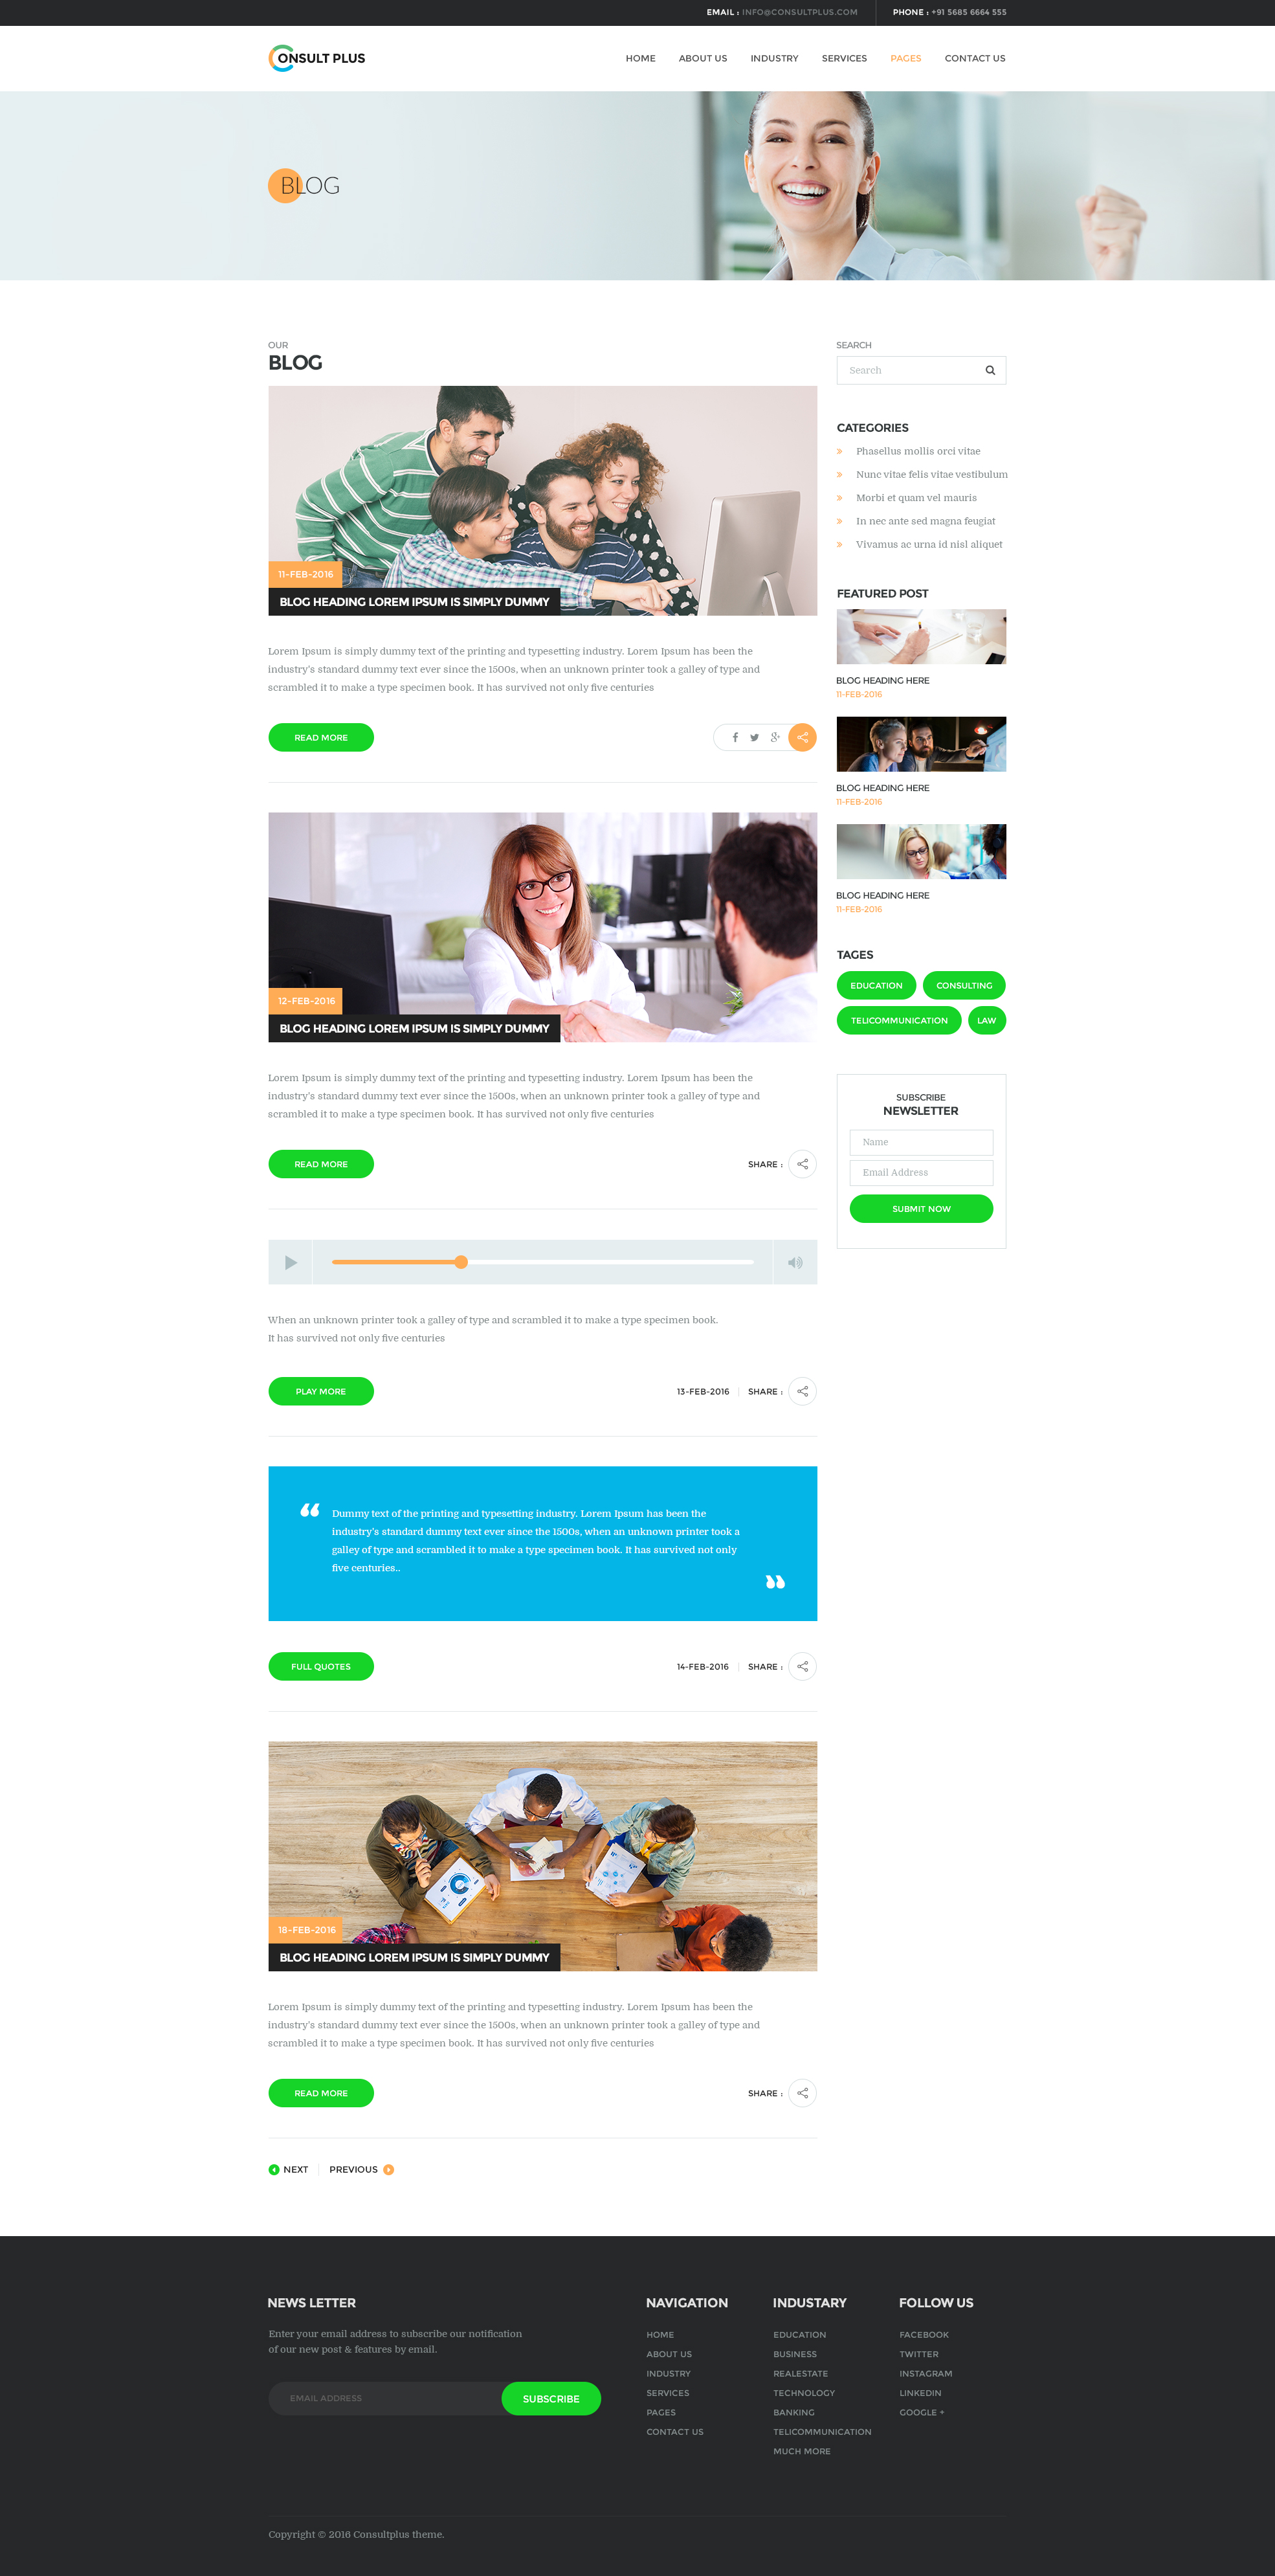 EMAIL : INFO@CONSULTPLUS.COM
PHONE : +91 5685 6664 555
CONSULT PLUS
HOME ABOUT US INDUSTRY SERVICES PAGES CONTACT US
BLOG
OUR
BLOG
11-FEB-2016
BLOG HEADING LOREM IPSUM IS SIMPLY DUMMY
Lorem Ipsum is simply dummy text of the printing and typesetting industry. Lorem Ipsum has been the
industry's standard dummy text ever since the 1500s, when an unknown printer took a galley of type and
scrambled it to make a type specimen book. It has survived not only five centuries
READ MORE
12-FEB-2016
BLOG HEADING LOREM IPSUM IS SIMPLY DUMMY
Lorem Ipsum is simply dummy text of the printing and typesetting industry. Lorem Ipsum has been the
industry's standard dummy text ever since the 1500s, when an unknown printer took a galley of type and
scrambled it to make a type specimen book. It has survived not only five centuries
READ MORE
SHARE :
When an unknown printer took a galley of type and scrambled it to make a type specimen book.
It has survived not only five centuries
PLAY MORE
13-FEB-2016
SHARE :
“ Dummy text of the printing and typesetting industry. Lorem Ipsum has been the
industry's standard dummy text ever since the 1500s, when an unknown printer took a
galley of type and scrambled it to make a type specimen book. It has survived not only
five centuries.. ”
FULL QUOTES
14-FEB-2016
SHARE :
18-FEB-2016
BLOG HEADING LOREM IPSUM IS SIMPLY DUMMY
Lorem Ipsum is simply dummy text of the printing and typesetting industry. Lorem Ipsum has been the
industry's standard dummy text ever since the 1500s, when an unknown printer took a galley of type and
scrambled it to make a type specimen book. It has survived not only five centuries
READ MORE
SHARE :
NEXT
PREVIOUS
SEARCH
Search
CATEGORIES
Phasellus mollis orci vitae
Nunc vitae felis vitae vestibulum
Morbi et quam vel mauris
In nec ante sed magna feugiat
Vivamus ac urna id nisl aliquet
FEATURED POST
BLOG HEADING HERE
11-FEB-2016
BLOG HEADING HERE
11-FEB-2016
BLOG HEADING HERE
11-FEB-2016
TAGES
EDUCATION
CONSULTING
TELICOMMUNICATION
LAW
SUBSCRIBE
NEWSLETTER
Name
Email Address
SUBMIT NOW
NEWS LETTER
Enter your email address to subscribe our notification
of our new post & features by email.
EMAIL ADDRESS
SUBSCRIBE
NAVIGATION
HOME
ABOUT US
INDUSTRY
SERVICES
PAGES
CONTACT US
INDUSTARY
EDUCATION
BUSINESS
REALESTATE
TECHNOLOGY
BANKING
TELICOMMUNICATION
MUCH MORE
FOLLOW US
FACEBOOK
TWITTER
INSTAGRAM
LINKEDIN
GOOGLE +
Copyright © 2016 Consultplus theme.